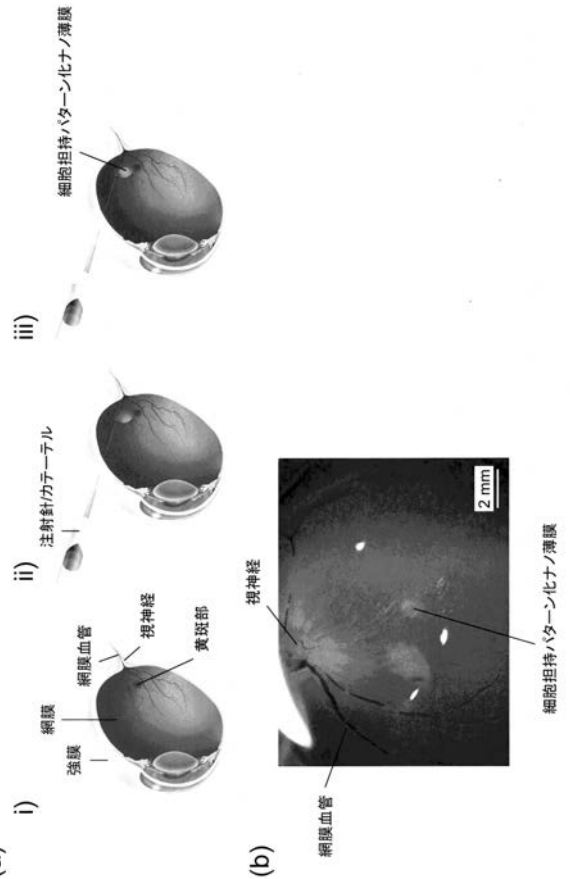 i)
ii)
iii)
強膜
網膜
網膜血管
視神経
黄斑部
注射針/カテーテル
細胞担持パターン化ナノ薄膜
(b)
網膜血管
視神経
細胞担持パターン化ナノ薄膜
2 mm